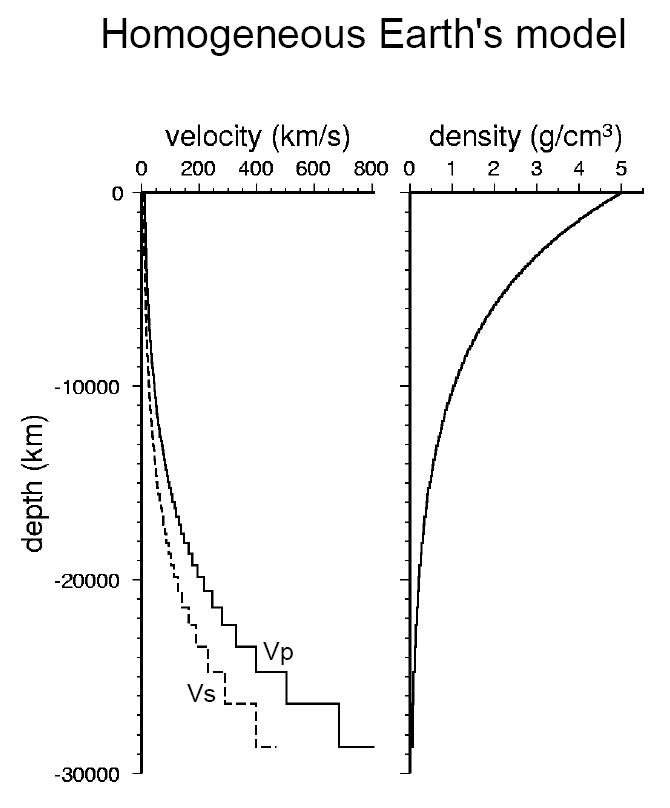 Homogeneous Earth's model
velocity (km/s)
density (g/cm³)
0 200 400 600 800
0 1 2 3 4 5
0
-10000
-20000
-30000
depth (km)
Vp
Vs